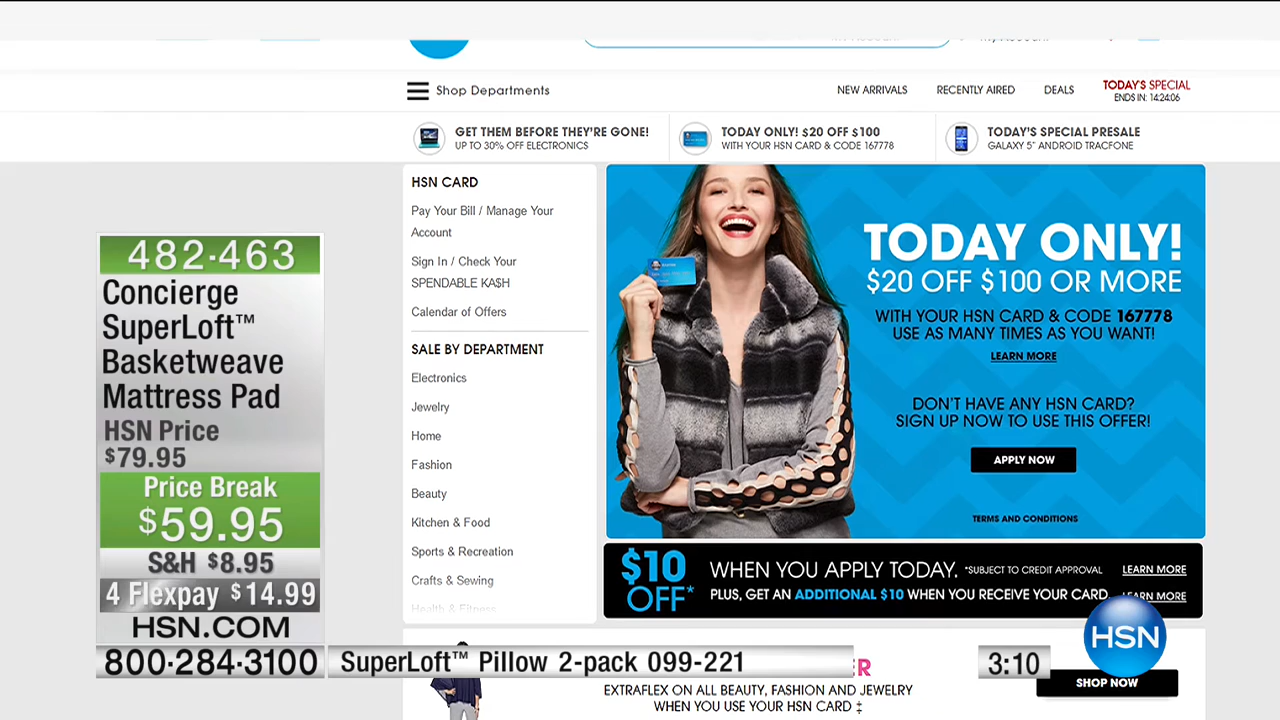 My Account
Shop Departments
NEW ARRIVALS
RECENTLY AIRED
DEALS
TODAY'S SPECIAL
ENDS IN: 14:24:06
GET THEM BEFORE THEY'RE GONE!
UP TO 30% OFF ELECTRONICS
TODAY ONLY! $20 OFF $100
WITH YOUR HSN CARD & CODE 167778
TODAY'S SPECIAL PRESALE
GALAXY 5" ANDROID TRACFONE
HSN CARD
Pay Your Bill / Manage Your
Account
Sign In / Check Your
SPENDABLE KA$H
Calendar of Offers
SALE BY DEPARTMENT
Electronics
Jewelry
Home
Fashion
Beauty
Kitchen & Food
Sports & Recreation
Crafts & Sewing
Health & Fitness
TODAY ONLY!
$20 OFF $100 OR MORE
WITH YOUR HSN CARD & CODE 167778
USE AS MANY TIMES AS YOU WANT!
LEARN MORE
DON'T HAVE ANY HSN CARD?
SIGN UP NOW TO USE THIS OFFER!
APPLY NOW
TERMS AND CONDITIONS
$10
OFF*
WHEN YOU APPLY TODAY. *SUBJECT TO CREDIT APPROVAL LEARN MORE
PLUS, GET AN ADDITIONAL $10 WHEN YOU RECEIVE YOUR CARD. LEARN MORE
ER
EXTRAFLEX ON ALL BEAUTY, FASHION AND JEWELRY
WHEN YOU USE YOUR HSN CARD ‡
SHOP NOW
482-463
Concierge
SuperLoft™
Basketweave
Mattress Pad
HSN Price
$79.95
Price Break
$59.95
S&H $8.95
4 Flexpay $14.99
HSN.COM
800-284-3100
SuperLoft™ Pillow 2-pack 099-221
3:10
HSN